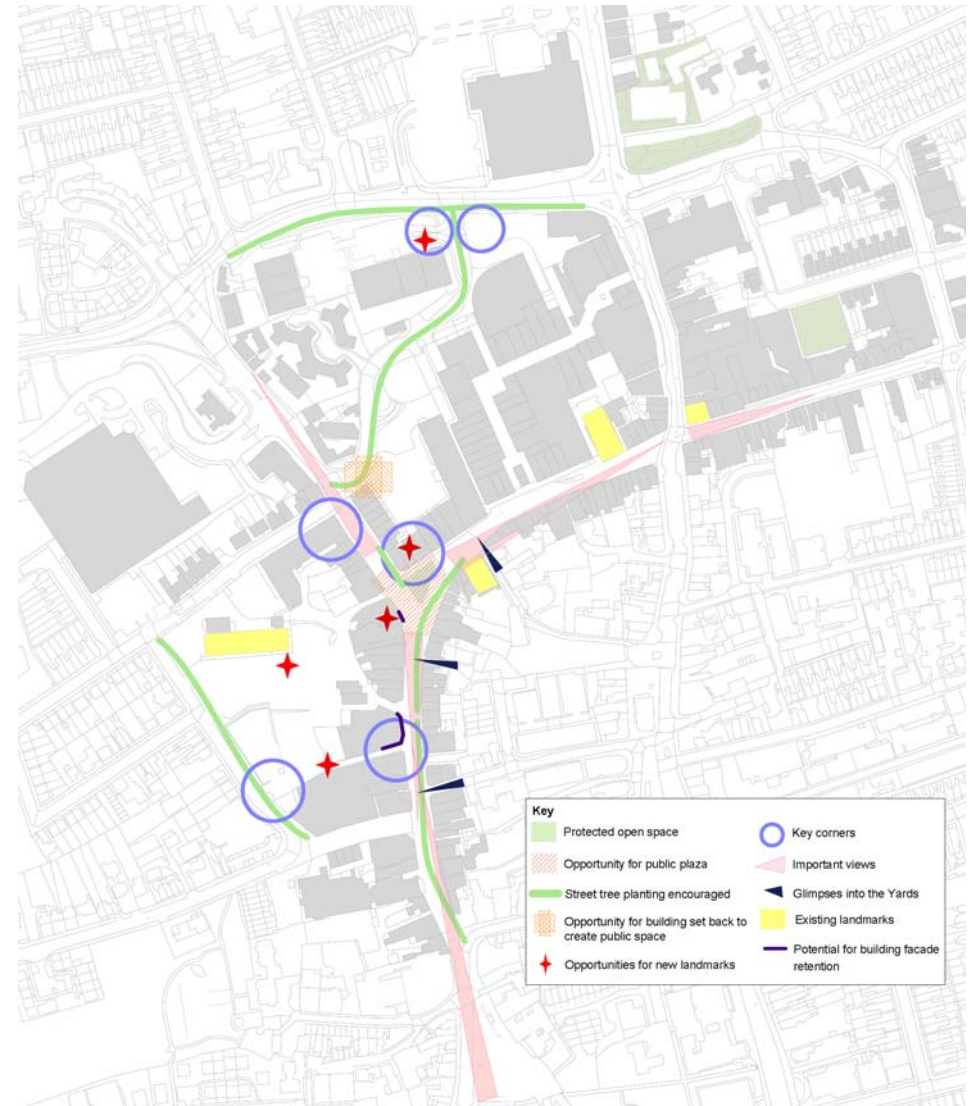 Key
Protected open space
Opportunity for public plaza
Street tree planting encouraged
Opportunity for building set back to
create public space
Opportunities for new landmarks
Key corners
Important views
Glimpses into the Yards
Existing landmarks
Potential for building facade
retention